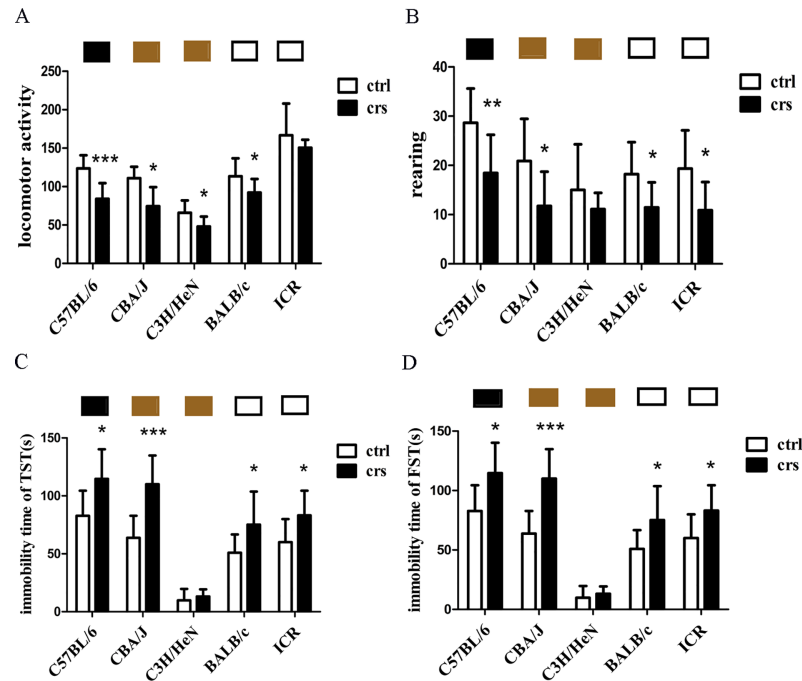 A
250
200
150
100
50
0
locomotor activity
***
*
*
*
ctrl
crs
C57BL/6
CBA/J
C3H/HeN
BALB/c
ICR
B
40
30
20
10
0
rearing
**
*
*
*
ctrl
crs
C57BL/6
CBA/J
C3H/HeN
BALB/c
ICR
C
150
100
50
0
immobility time of TST(s)
*
***
*
*
ctrl
crs
C57BL/6
CBA/J
C3H/HeN
BALB/c
ICR
D
150
100
50
0
immobility time of FST(s)
*
***
*
*
ctrl
crs
C57BL/6
CBA/J
C3H/HeN
BALB/c
ICR